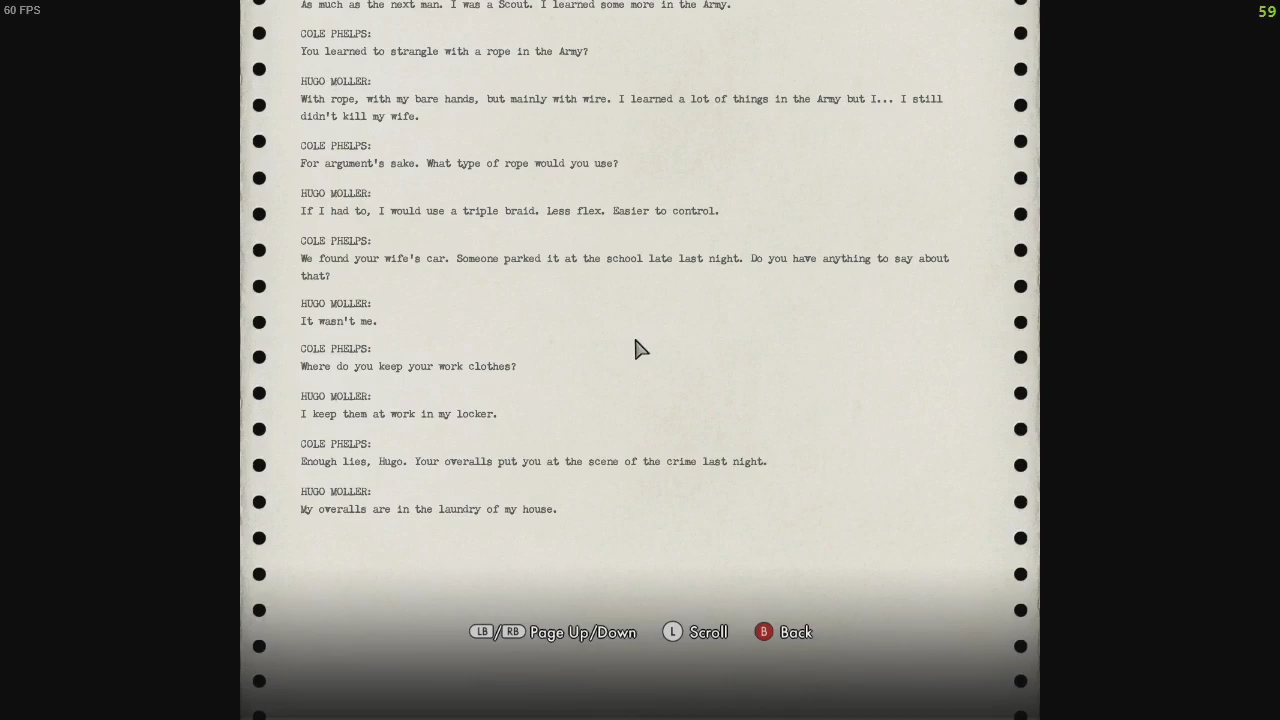 60 FPS
59
As much as the next man. I was a Scout. I learned some more in the Army.
COLE PHELPS:
You learned to strangle with a rope in the Army?
HUGO MOLLER:
With rope, with my bare hands, but mainly with wire. I learned a lot of things in the Army but I... I still
didn't kill my wife.
COLE PHELPS:
For argument's sake. What type of rope would you use?
HUGO MOLLER:
If I had to, I would use a triple braid. Less flex. Easier to control.
COLE PHELPS:
We found your wife's car. Someone parked it at the school late last night. Do you have anything to say about
that?
HUGO MOLLER:
It wasn't me.
COLE PHELPS:
Where do you keep your work clothes?
HUGO MOLLER:
I keep them at work in my locker.
COLE PHELPS:
Enough lies, Hugo. Your overalls put you at the scene of the crime last night.
HUGO MOLLER:
My overalls are in the laundry of my house.
LB/RB Page Up/Down L Scroll B Back